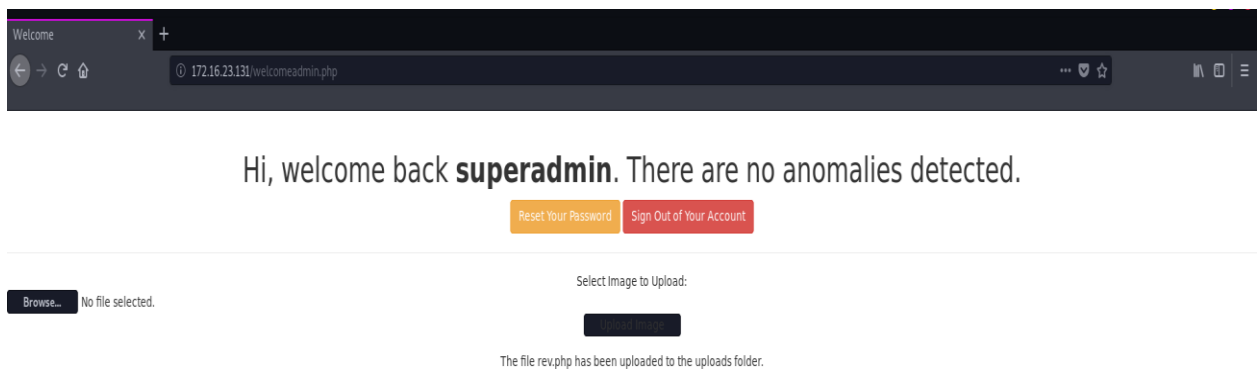 Welcome
172.16.23.131/welcomeadmin.php
Hi, welcome back superadmin. There are no anomalies detected.
Reset Your Password Sign Out of Your Account
Select Image to Upload:
Browse... No file selected.
Upload Image
The file rev.php has been uploaded to the uploads folder.